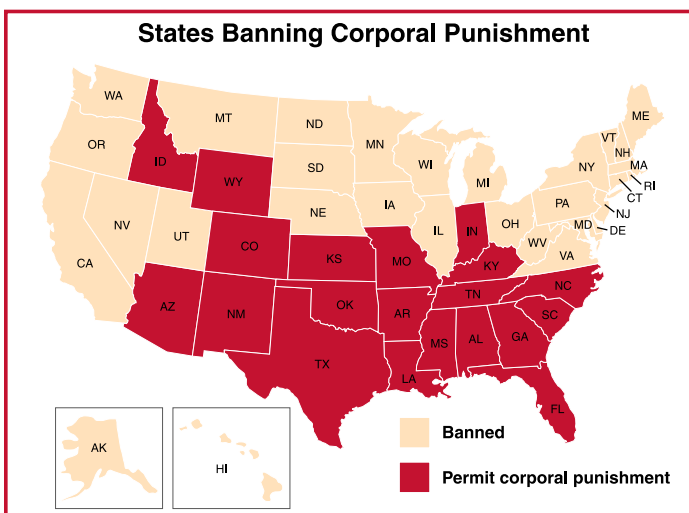 States Banning Corporal Punishment
WA
MT
ND
MN
ME
VT
OR
NH
ID
WI
MA
NY
SD
WY
MI
RI
CT
IA
PA
NE
NJ
NV
OH
IL
IN
MD
DE
UT
WV
CO
VA
CA
KS
MO
KY
NC
TN
AZ
OK
NM
AR
SC
MS
AL
GA
TX
LA
FL
AK
HI
Banned
Permit corporal punishment